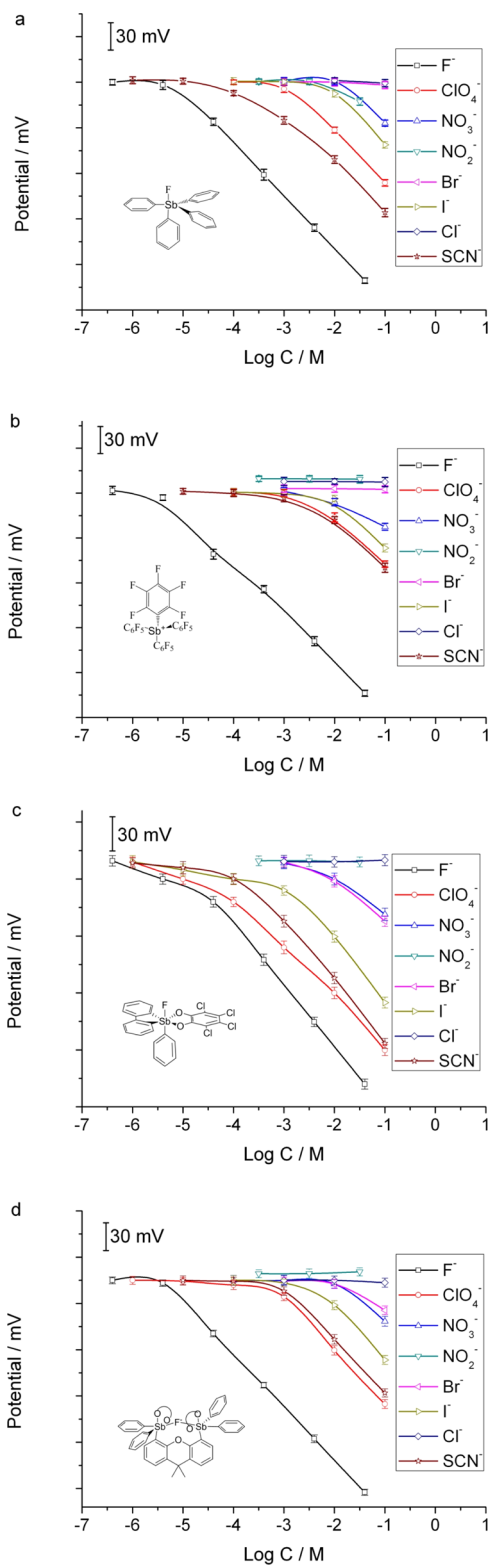 a
30 mV
F⁻
ClO₄⁻
NO₃⁻
NO₂⁻
Br⁻
I⁻
Cl⁻
SCN⁻
Potential / mV
F
Sb
-7 -6 -5 -4 -3 -2 -1 0 1
Log C / M
b
30 mV
F⁻
ClO₄⁻
NO₃⁻
NO₂⁻
Br⁻
I⁻
Cl⁻
SCN⁻
Potential / mV
F
F F
F F
C₆F₅ Sb⁺ C₆F₅
C₆F₅
-7 -6 -5 -4 -3 -2 -1 0 1
Log C / M
c
30 mV
F⁻
ClO₄⁻
NO₃⁻
NO₂⁻
Br⁻
I⁻
Cl⁻
SCN⁻
Potential / mV
F Cl
O Cl
Sb
O Cl
Cl
-7 -6 -5 -4 -3 -2 -1 0 1
Log C / M
d
30 mV
F⁻
ClO₄⁻
NO₃⁻
NO₂⁻
Br⁻
I⁻
Cl⁻
SCN⁻
Potential / mV
O O
Sb O F O Sb
O
-7 -6 -5 -4 -3 -2 -1 0 1
Log C / M